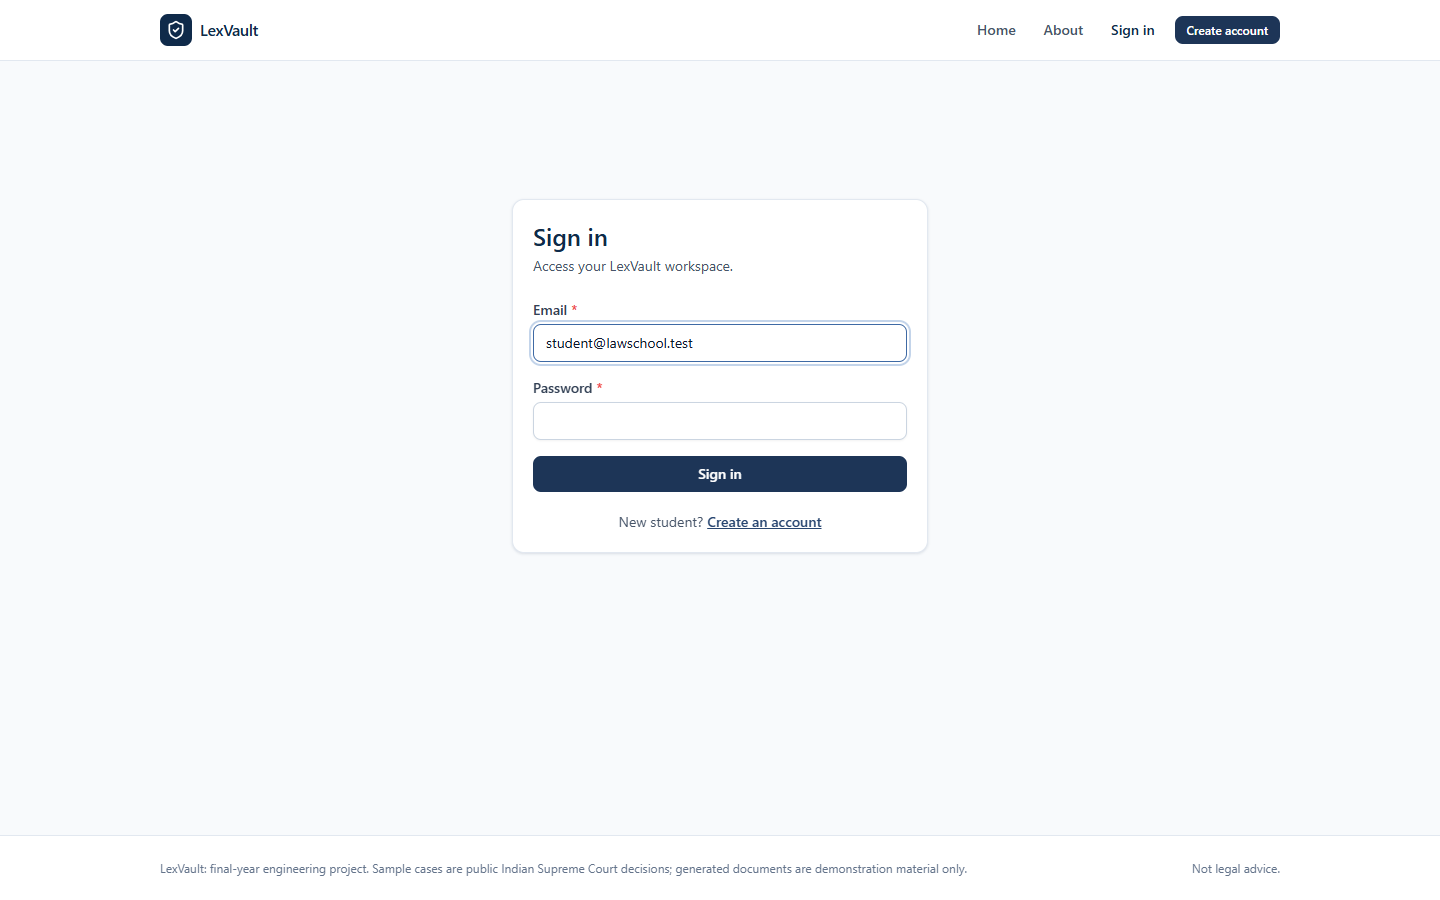 LexVault
Home
About
Sign in
Create account
Sign in
Access your LexVault workspace.
Email *
student@lawschool.test
Password *
Sign in
New student? Create an account
LexVault: final-year engineering project. Sample cases are public Indian Supreme Court decisions; generated documents are demonstration material only.
Not legal advice.